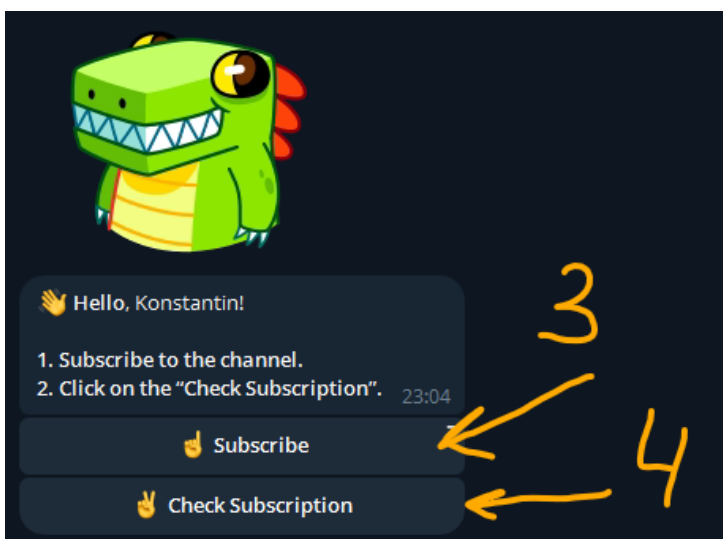 👋 Hello, Konstantin!
1. Subscribe to the channel.
2. Click on the “Check Subscription”.
23:04
☝ Subscribe
✌ Check Subscription
3
4